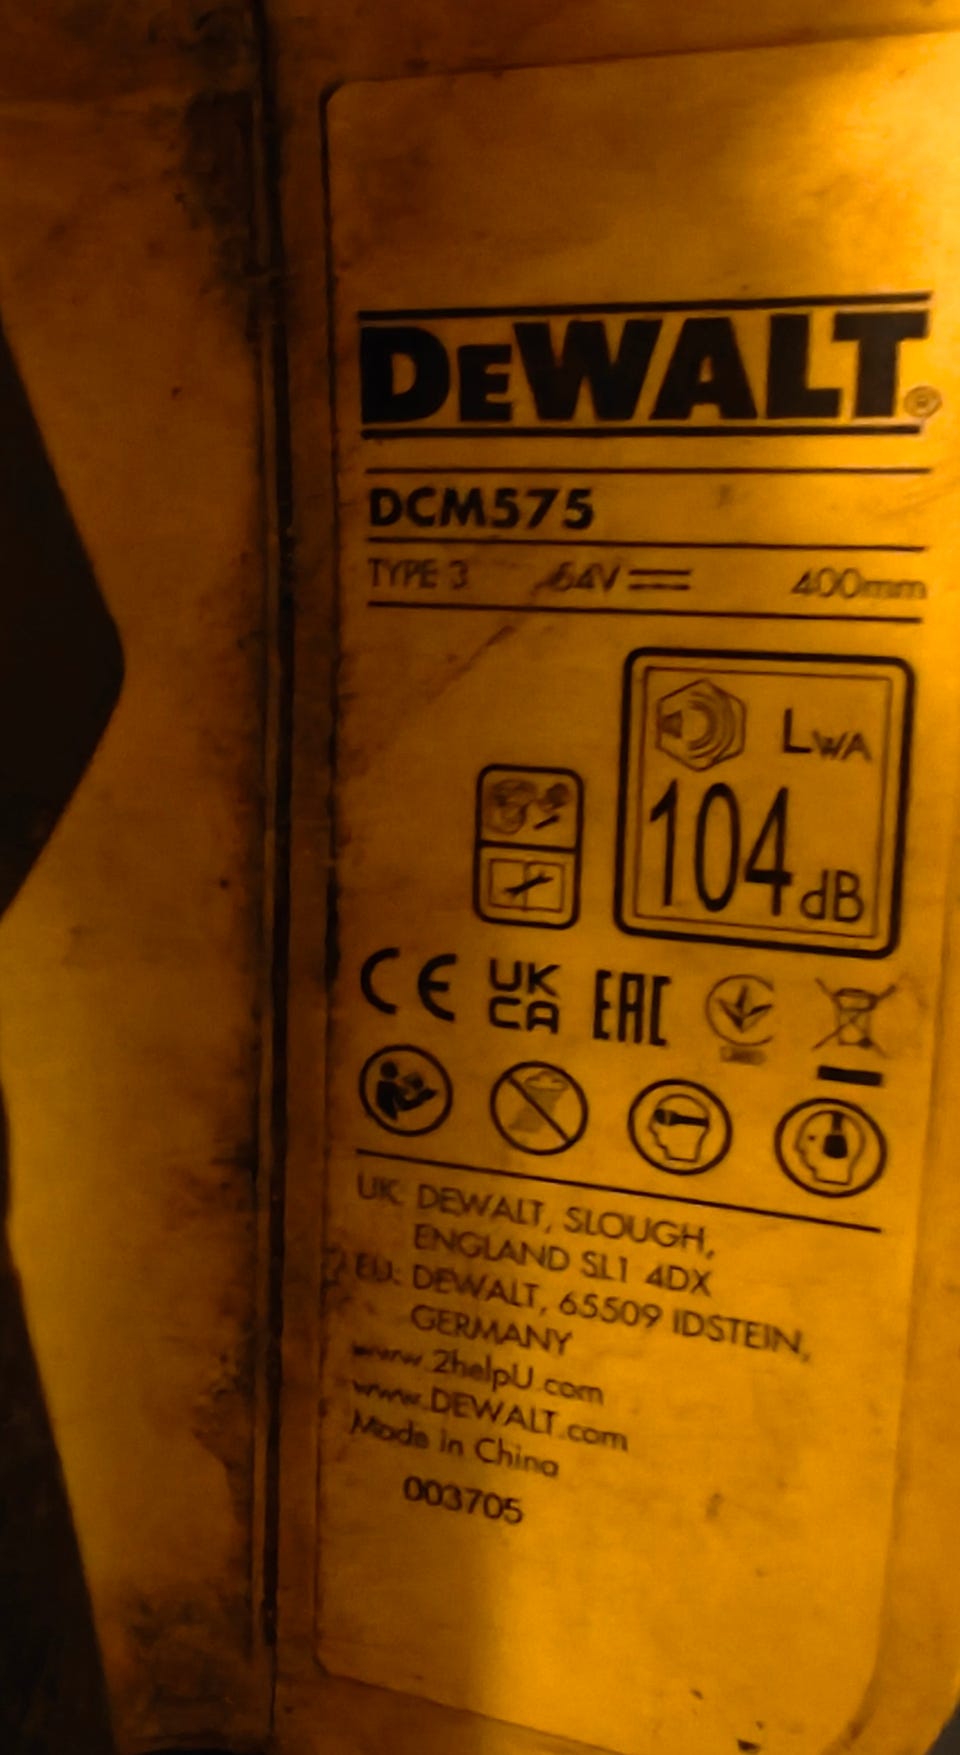 DEWALT®
DCM575
TYPE 3 54V 400mm
LWA
104 dB
CE UK CA EAC
UK: DEWALT, SLOUGH,
ENGLAND SL1 4DX
EU: DEWALT, 65509 IDSTEIN,
GERMANY
www.2helpU.com
www.DEWALT.com
Made in China
003705